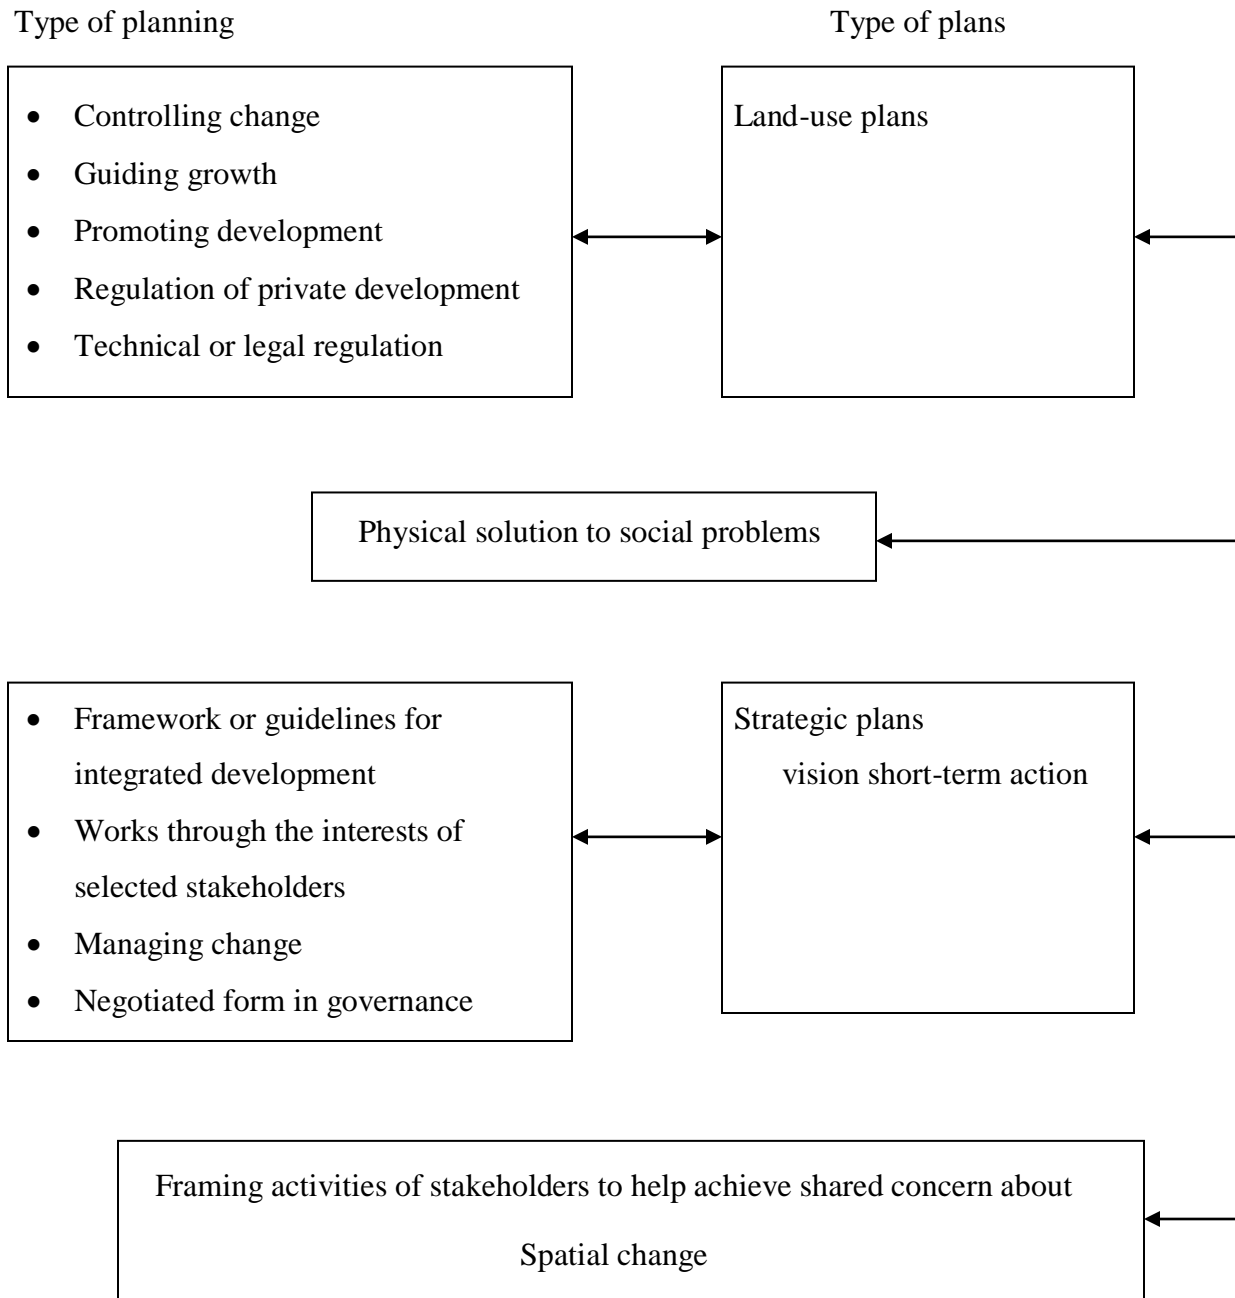 Type of planning
Type of plans
• Controlling change
• Guiding growth
• Promoting development
• Regulation of private development
• Technical or legal regulation
Land-use plans
Physical solution to social problems
• Framework or guidelines for
integrated development
• Works through the interests of
selected stakeholders
• Managing change
• Negotiated form in governance
Strategic plans
vision short-term action
Framing activities of stakeholders to help achieve shared concern about
Spatial change